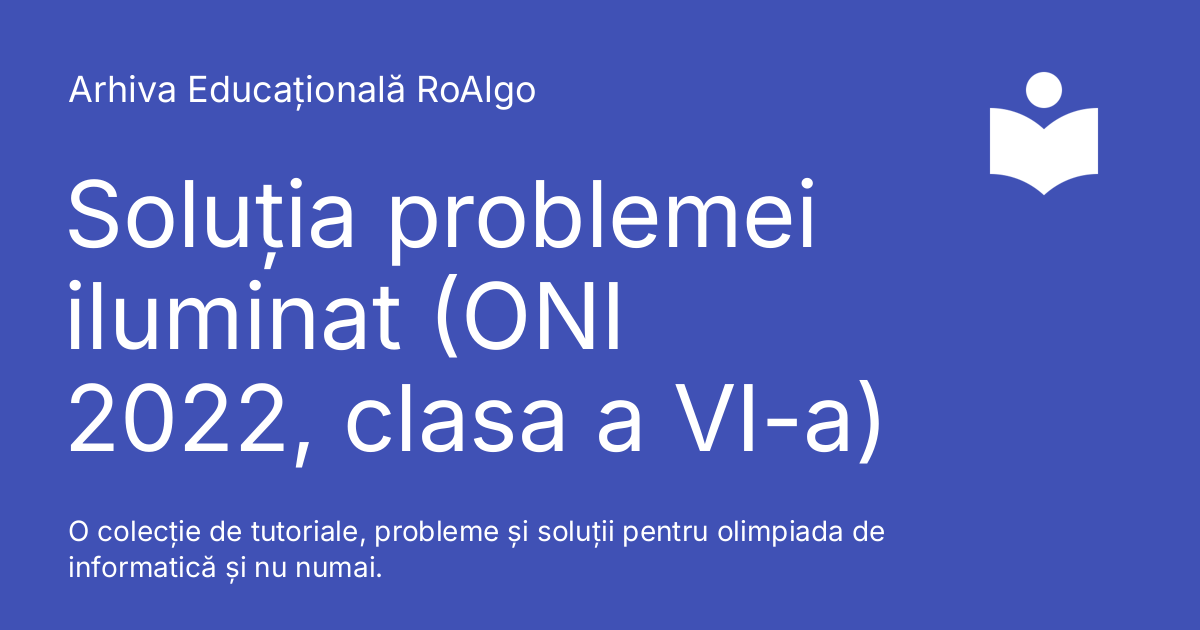 Arhiva Educațională RoAlgo
Soluția problemei
iluminat (ONI
2022, clasa a VI-a)
O colecție de tutoriale, probleme și soluții pentru olimpiada de
informatică și nu numai.